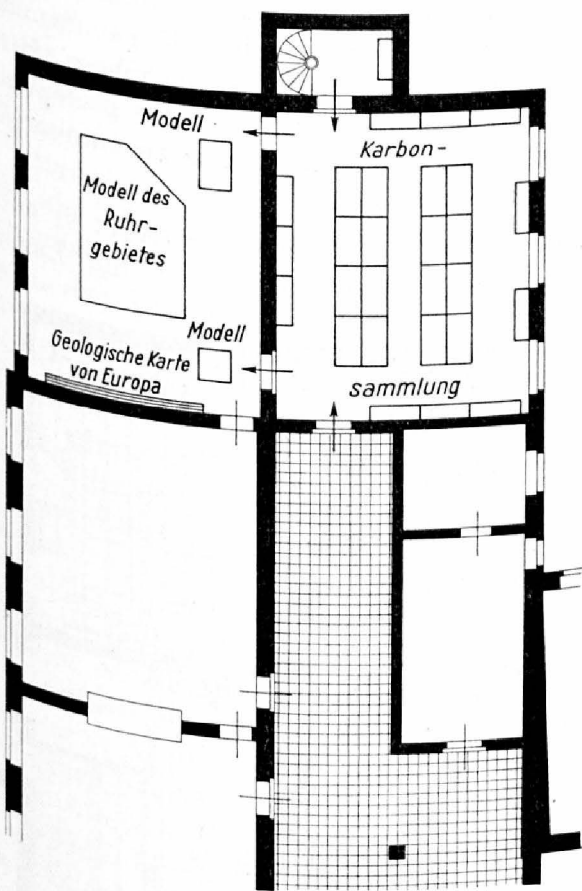 Modell
Modell des
Ruhr-
gebietes
Modell
Geologische Karte
von Europa
Karbon-
sammlung